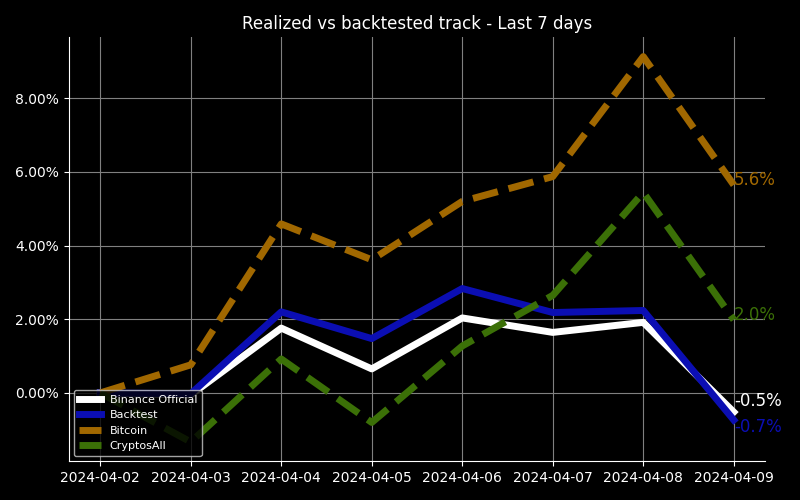 Realized vs backtested track - Last 7 days
8.00%
6.00%
4.00%
2.00%
0.00%
5.6%
2.0%
-0.5%
-0.7%
Binance Official
Backtest
Bitcoin
CryptosAll
2024-04-02 2024-04-03 2024-04-04 2024-04-05 2024-04-06 2024-04-07 2024-04-08 2024-04-09